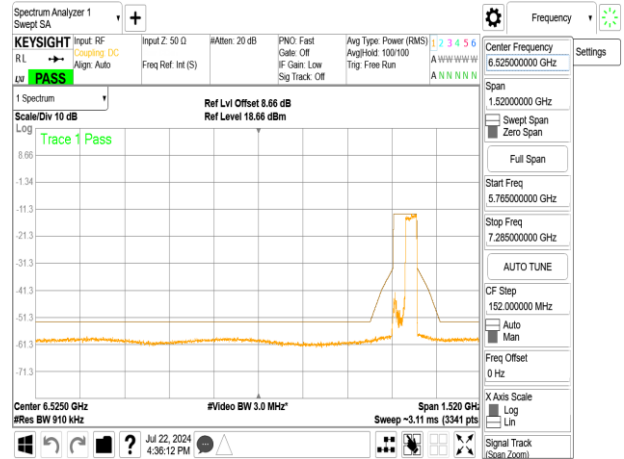 Spectrum Analyzer 1
Swept SA
Frequency
KEYSIGHT
Input: RF
Coupling: DC
Align: Auto
Input Z: 50 Ω
Freq Ref: Int (S)
#Atten: 20 dB
PNO: Fast
Gate: Off
IF Gain: Low
Sig Track: Off
Avg Type: Power (RMS)
Avg|Hold: 100/100
Trig: Free Run
1 2 3 4 5 6
A W W W W W
A N N N N N
RL
LXI
PASS
1 Spectrum
Scale/Div 10 dB
Ref Lvl Offset 8.66 dB
Ref Level 18.66 dBm
Log
Trace 1 Pass
8.66
-1.34
-11.3
-21.3
-31.3
-41.3
-51.3
-61.3
-71.3
Center 6.5250 GHz
#Res BW 910 kHz
#Video BW 3.0 MHz*
Span 1.520 GHz
Sweep ~3.11 ms (3341 pts
Jul 22, 2024
4:36:12 PM
Center Frequency
6.525000000 GHz
Settings
Span
1.52000000 GHz
Swept Span
Zero Span
Full Span
Start Freq
5.765000000 GHz
Stop Freq
7.285000000 GHz
AUTO TUNE
CF Step
152.000000 MHz
Auto
Man
Freq Offset
0 Hz
X Axis Scale
Log
Lin
Signal Track
(Span Zoom)